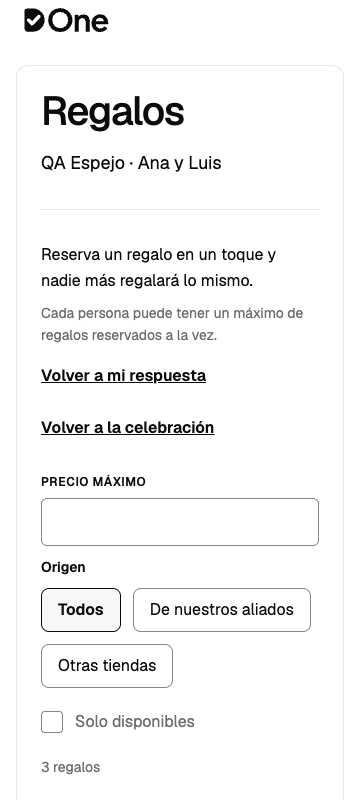 DOne
Regalos
QA Espejo · Ana y Luis
Reserva un regalo en un toque y
nadie más regalará lo mismo.
Cada persona puede tener un máximo de
regalos reservados a la vez.
Volver a mi respuesta
Volver a la celebración
PRECIO MÁXIMO
Origen
Todos
De nuestros aliados
Otras tiendas
Solo disponibles
3 regalos